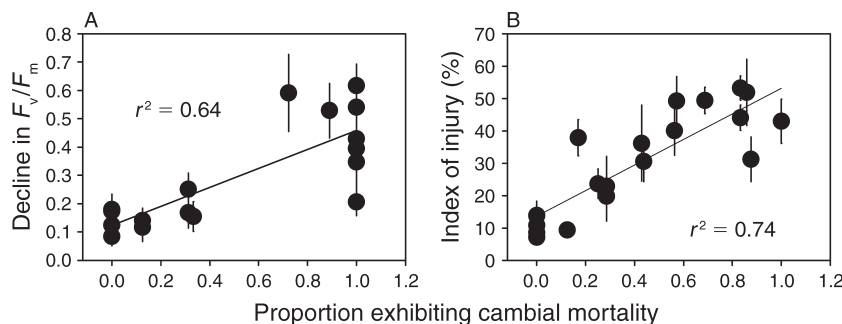 A
B
Decline in Fv/Fm
0.8
0.7
0.6
0.5
0.4
0.3
0.2
0.1
0.0
r² = 0.64
0.0 0.2 0.4 0.6 0.8 1.0 1.2
Index of injury (%)
70
60
50
40
30
20
10
0
r² = 0.74
0.0 0.2 0.4 0.6 0.8 1.0 1.2
Proportion exhibiting cambial mortality